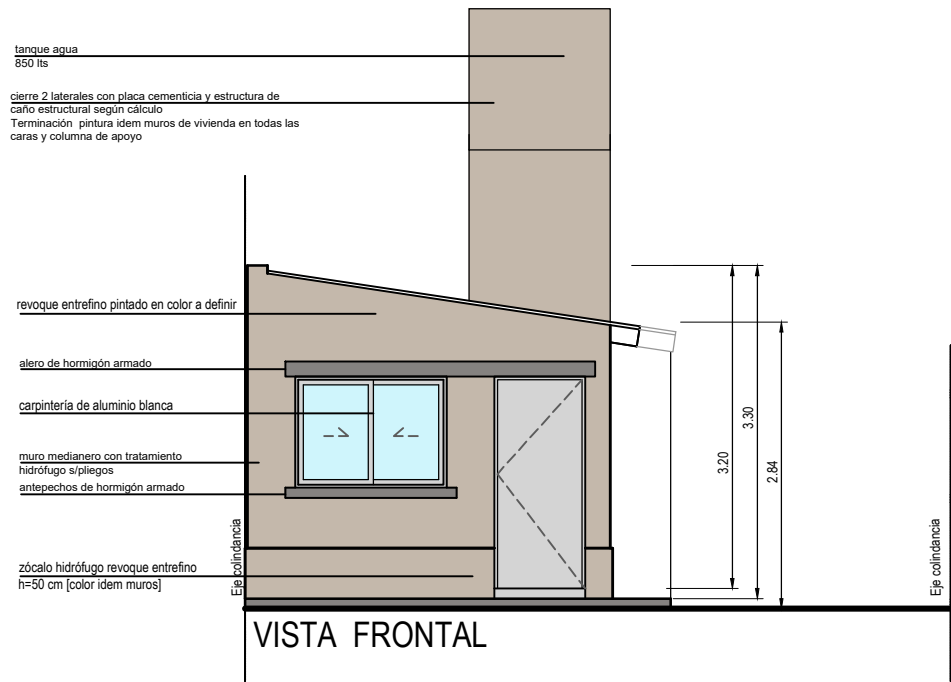 tanque agua
850 lts
cierre 2 laterales con placa cementicia y estructura de
caño estructural según cálculo
Terminación pintura idem muros de vivienda en todas las
caras y columna de apoyo
revoque entrefino pintado en color a definir
alero de hormigón armado
carpintería de aluminio blanca
muro medianero con tratamiento
hidrófugo s/pliegos
antepechos de hormigón armado
zócalo hidrófugo revoque entrefino
h=50 cm [color idem muros]
Eje colindancia
3.20
3.30
2.84
Eje colindancia
VISTA FRONTAL